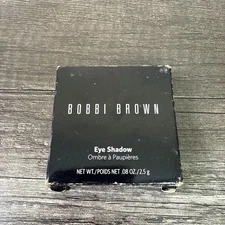 BOBBI BROWN
Eye Shadow
Ombre à Paupières
NET WT./POIDS NET .08 OZ./2.5 g